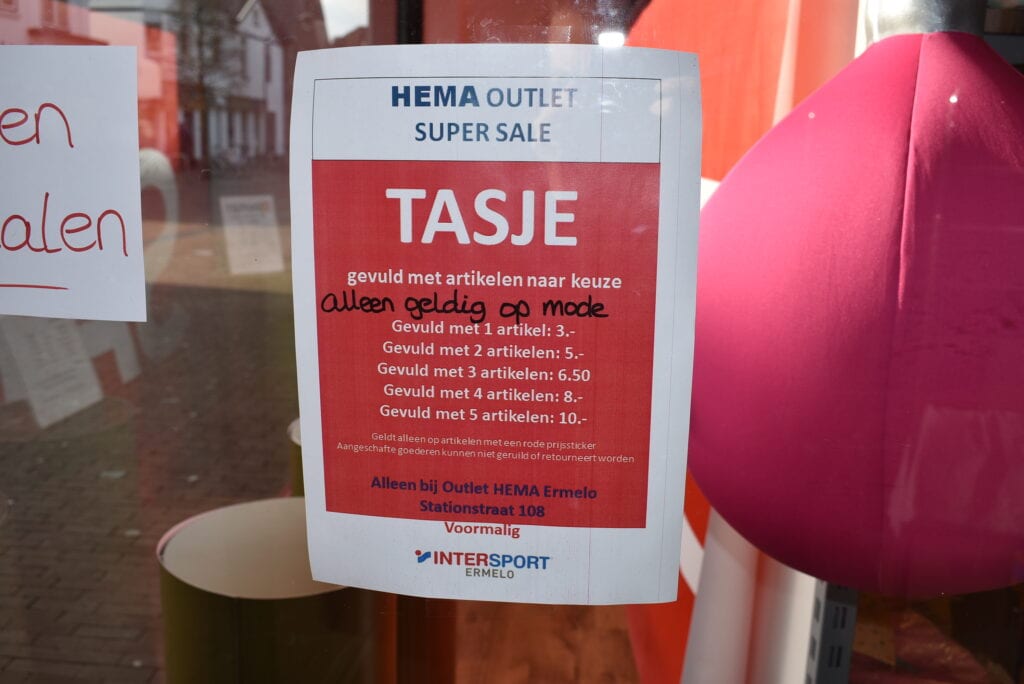 en
alen
HEMA OUTLET
SUPER SALE
TASJE
gevuld met artikelen naar keuze
alleen geldig op mode
Gevuld met 1 artikel: 3.-
Gevuld met 2 artikelen: 5.-
Gevuld met 3 artikelen: 6.50
Gevuld met 4 artikelen: 8.-
Gevuld met 5 artikelen: 10.-
Geldt alleen op artikelen met een rode prijssticker
Aangeschafte goederen kunnen niet geruild of retourneert worden
Alleen bij Outlet HEMA Ermelo
Stationstraat 108
Voormalig
INTERSPORT
ERMELO